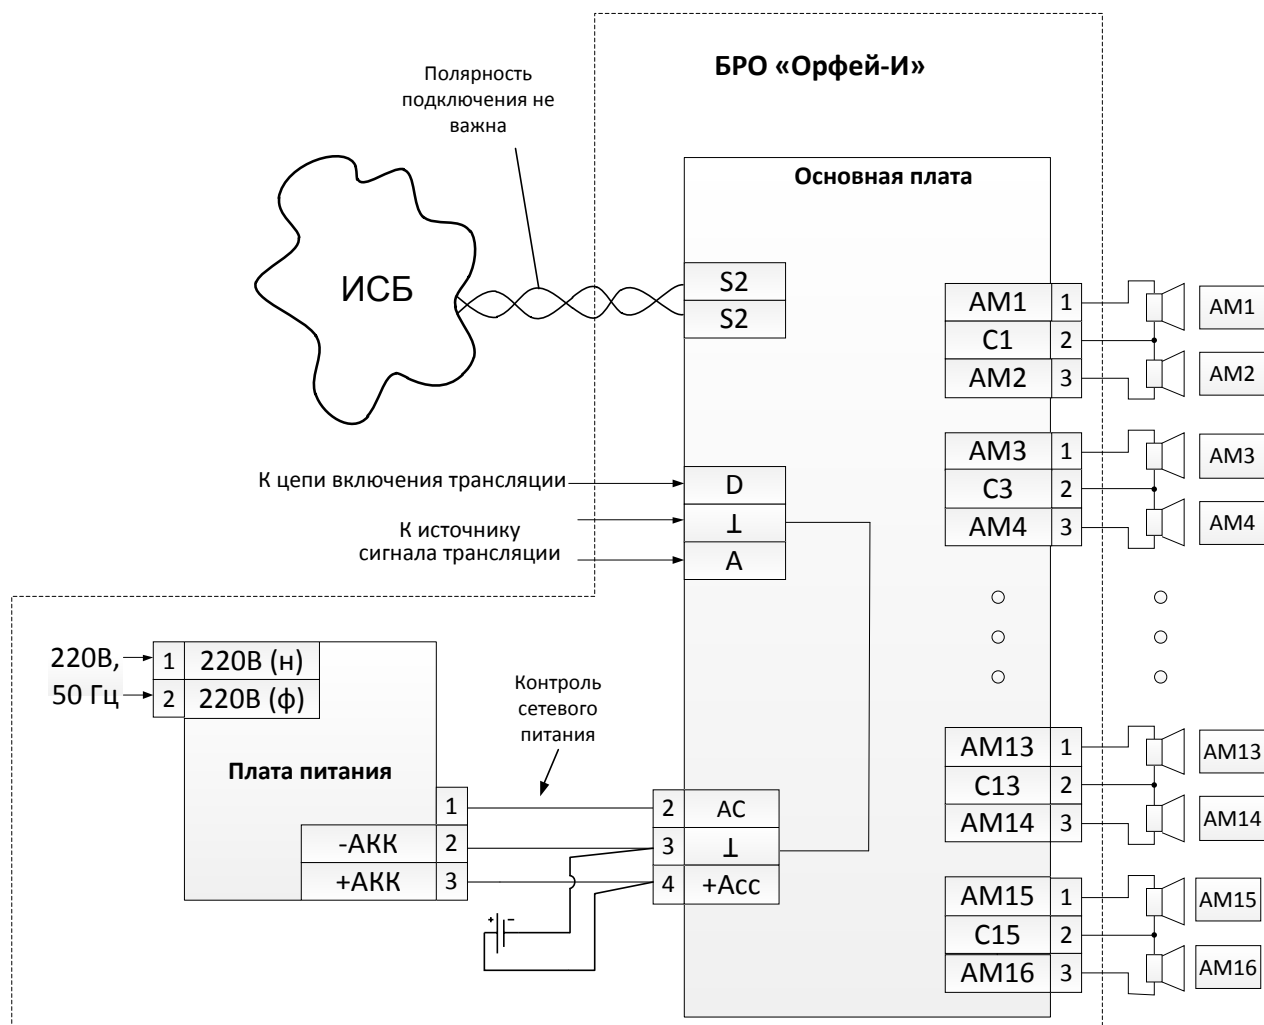 БРО «Орфей-И»
Полярность
подключения не
важна
Основная плата
ИСБ
S2
S2
AM1 1
C1 2
AM2 3
AM1
AM2
AM3 1
C3 2
AM4 3
AM3
AM4
К цепи включения трансляции
К источнику
сигнала трансляции
D
⊥
A
220В,
50 Гц
1 220В (н)
2 220В (ф)
Плата питания
1
-АКК 2
+АКК 3
Контроль
сетевого
питания
2 AC
3 ⊥
4 +Acc
+ −
AM13 1
C13 2
AM14 3
AM13
AM14
AM15 1
C15 2
AM16 3
AM15
AM16